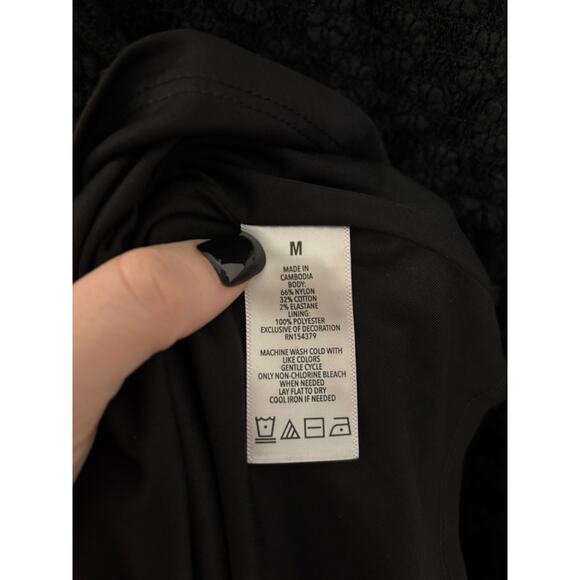 M
MADE IN
CAMBODIA
BODY:
66% NYLON
32% COTTON
2% ELASTANE
LINING:
100% POLYESTER
EXCLUSIVE OF DECORATION
RN154379
MACHINE WASH COLD WITH
LIKE COLORS
GENTLE CYCLE
ONLY NON-CHLORINE BLEACH
WHEN NEEDED
LAY FLAT TO DRY
COOL IRON IF NEEDED